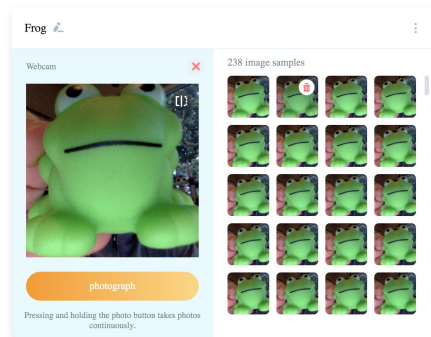 Frog
Webcam
238 image samples
photograph
Pressing and holding the photo button takes photos
continuously.